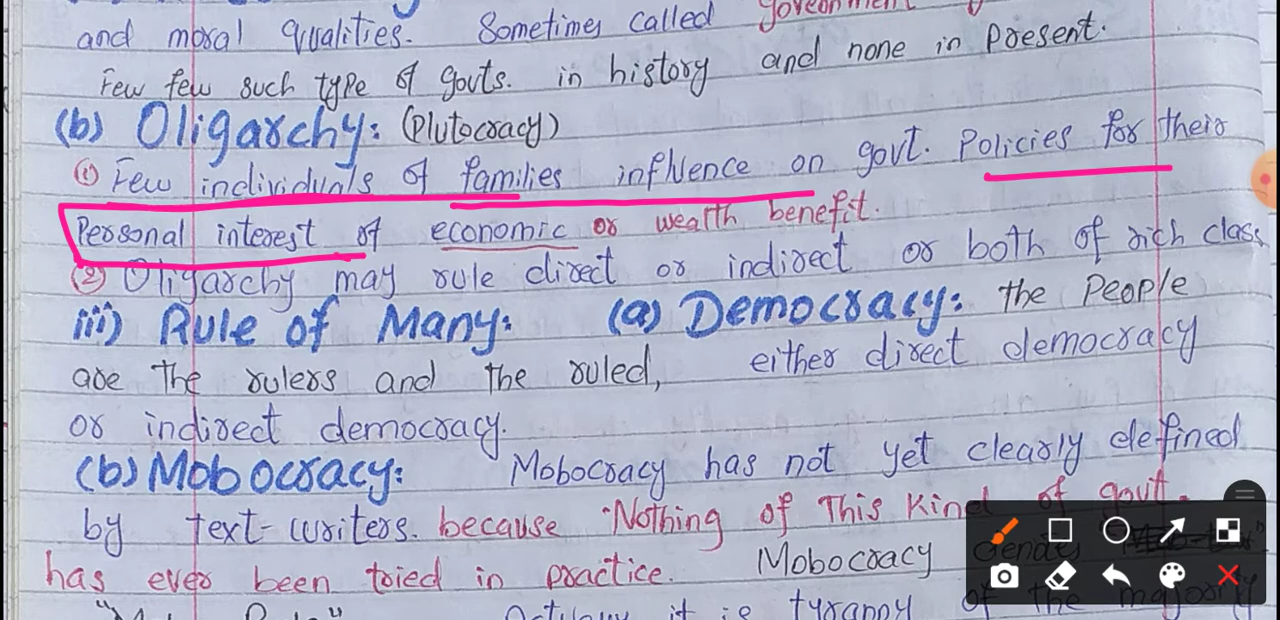 and moral qualities. Sometimes called government
Few few such type of govts. in history and none in present.
(b) Oligarchy: (Plutocracy)
(1) Few individuals of families influence on govt. Policies for their
Personal interest of economic or wealth benefit.
(2) Oligarchy may rule direct or indirect or both of rich class
iii) Rule of Many: (a) Democracy: the People
are the rulers and the ruled, either direct democracy
or indirect democracy.
(b) Mobocracy: Mobocracy has not yet clearly defined
by text-writers. because "Nothing of This Kind of govt.
has ever been tried in practice. Mobocracy
Rule" it is tyranny of the majority